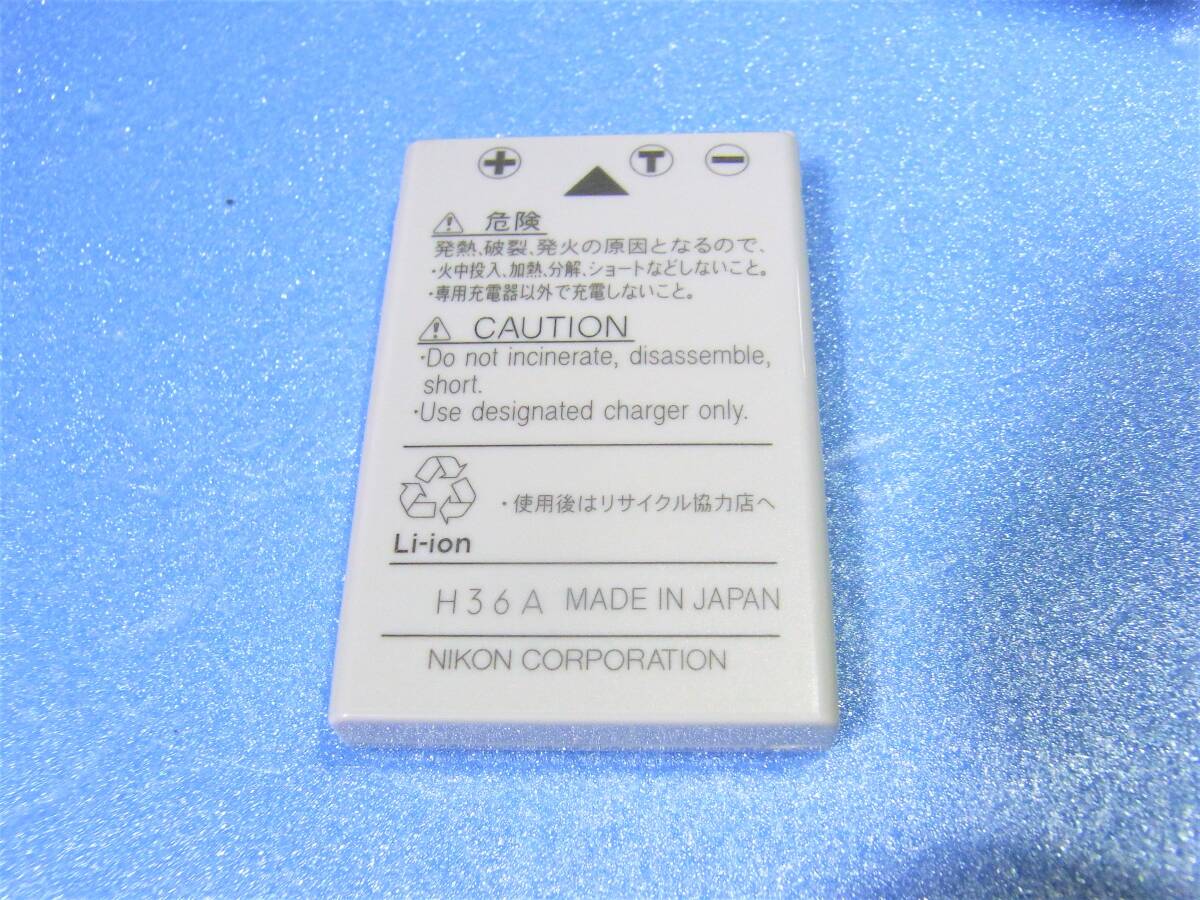 + T −
危険
発熱、破裂、発火の原因となるので、
・火中投入、加熱、分解、ショートなどしないこと。
・専用充電器以外で充電しないこと。
CAUTION
・Do not incinerate, disassemble,
short.
・Use designated charger only.
・使用後はリサイクル協力店へ
Li-ion
H36A MADE IN JAPAN
NIKON CORPORATION